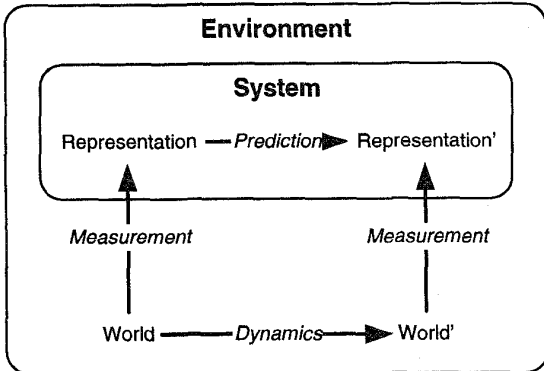 Environment
System
Representation Prediction Representation'
Measurement Measurement
World Dynamics World'